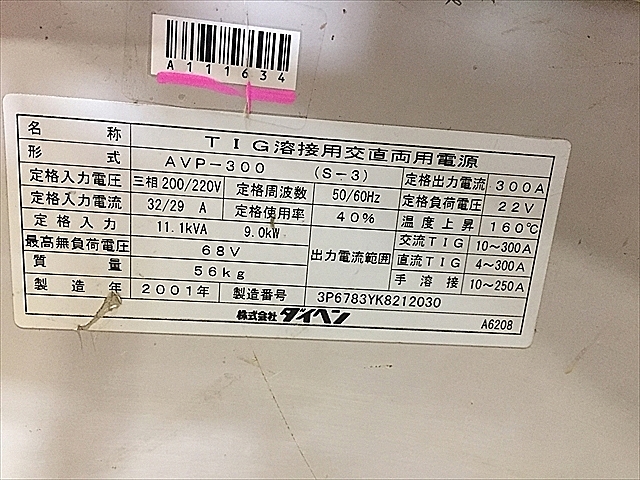 A111634
名称 TIG溶接用交直両用電源
形式 AVP-300 (S-3) 定格出力電流 300A
定格入力電圧 三相200/220V 定格周波数 50/60Hz 定格負荷電圧 22V
定格入力電流 32/29 A 定格使用率 40% 温度上昇 160℃
定格入力 11.1kVA 9.0kW 出力電流範囲 交流TIG 10～300A
最高無負荷電圧 68V 直流TIG 4～300A
質量 56kg 手溶接 10～250A
製造年 2001年 製造番号 3P6783YK8212030
株式会社ダイヘン A6208